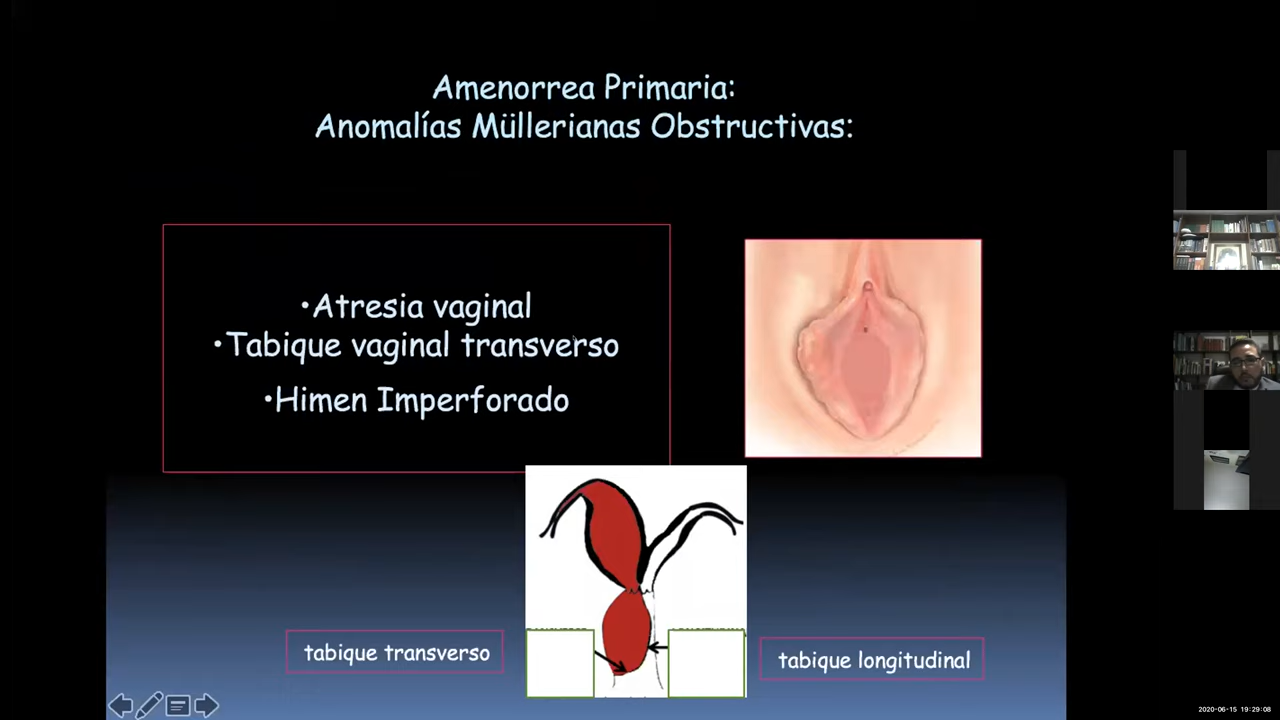 Amenorrea Primaria:
Anomalías Müllerianas Obstructivas:
•Atresia vaginal
•Tabique vaginal transverso
•Himen Imperforado
tabique transverso
tabique longitudinal
2020-06-15 19:29:08